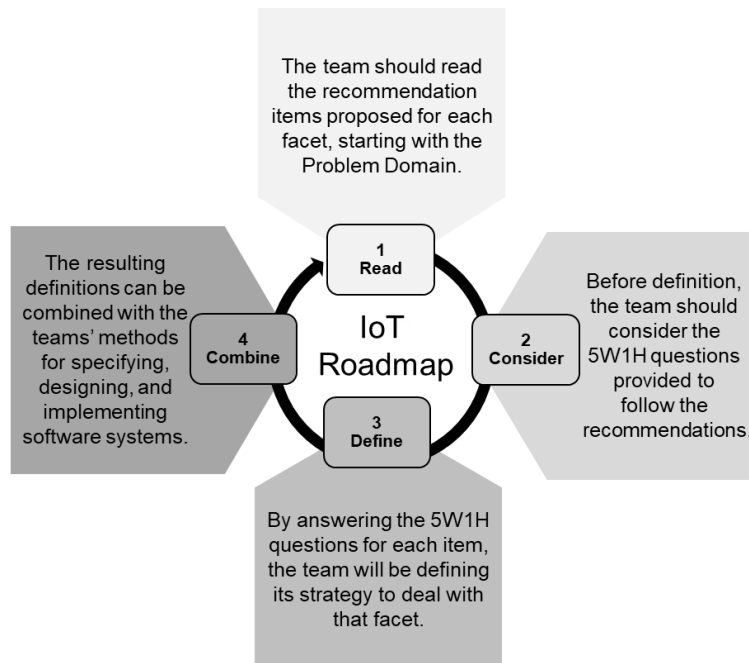 The team should read
the recommendation
items proposed for each
facet, starting with the
Problem Domain.
1
Read
IoT
Roadmap
2
Consider
Before definition,
the team should
consider the
5W1H questions
provided to
follow the
recommendations.
3
Define
By answering the 5W1H
questions for each item,
the team will be defining
its strategy to deal with
that facet.
4
Combine
The resulting
definitions can be
combined with the
teams' methods
for specifying,
designing, and
implementing
software systems.